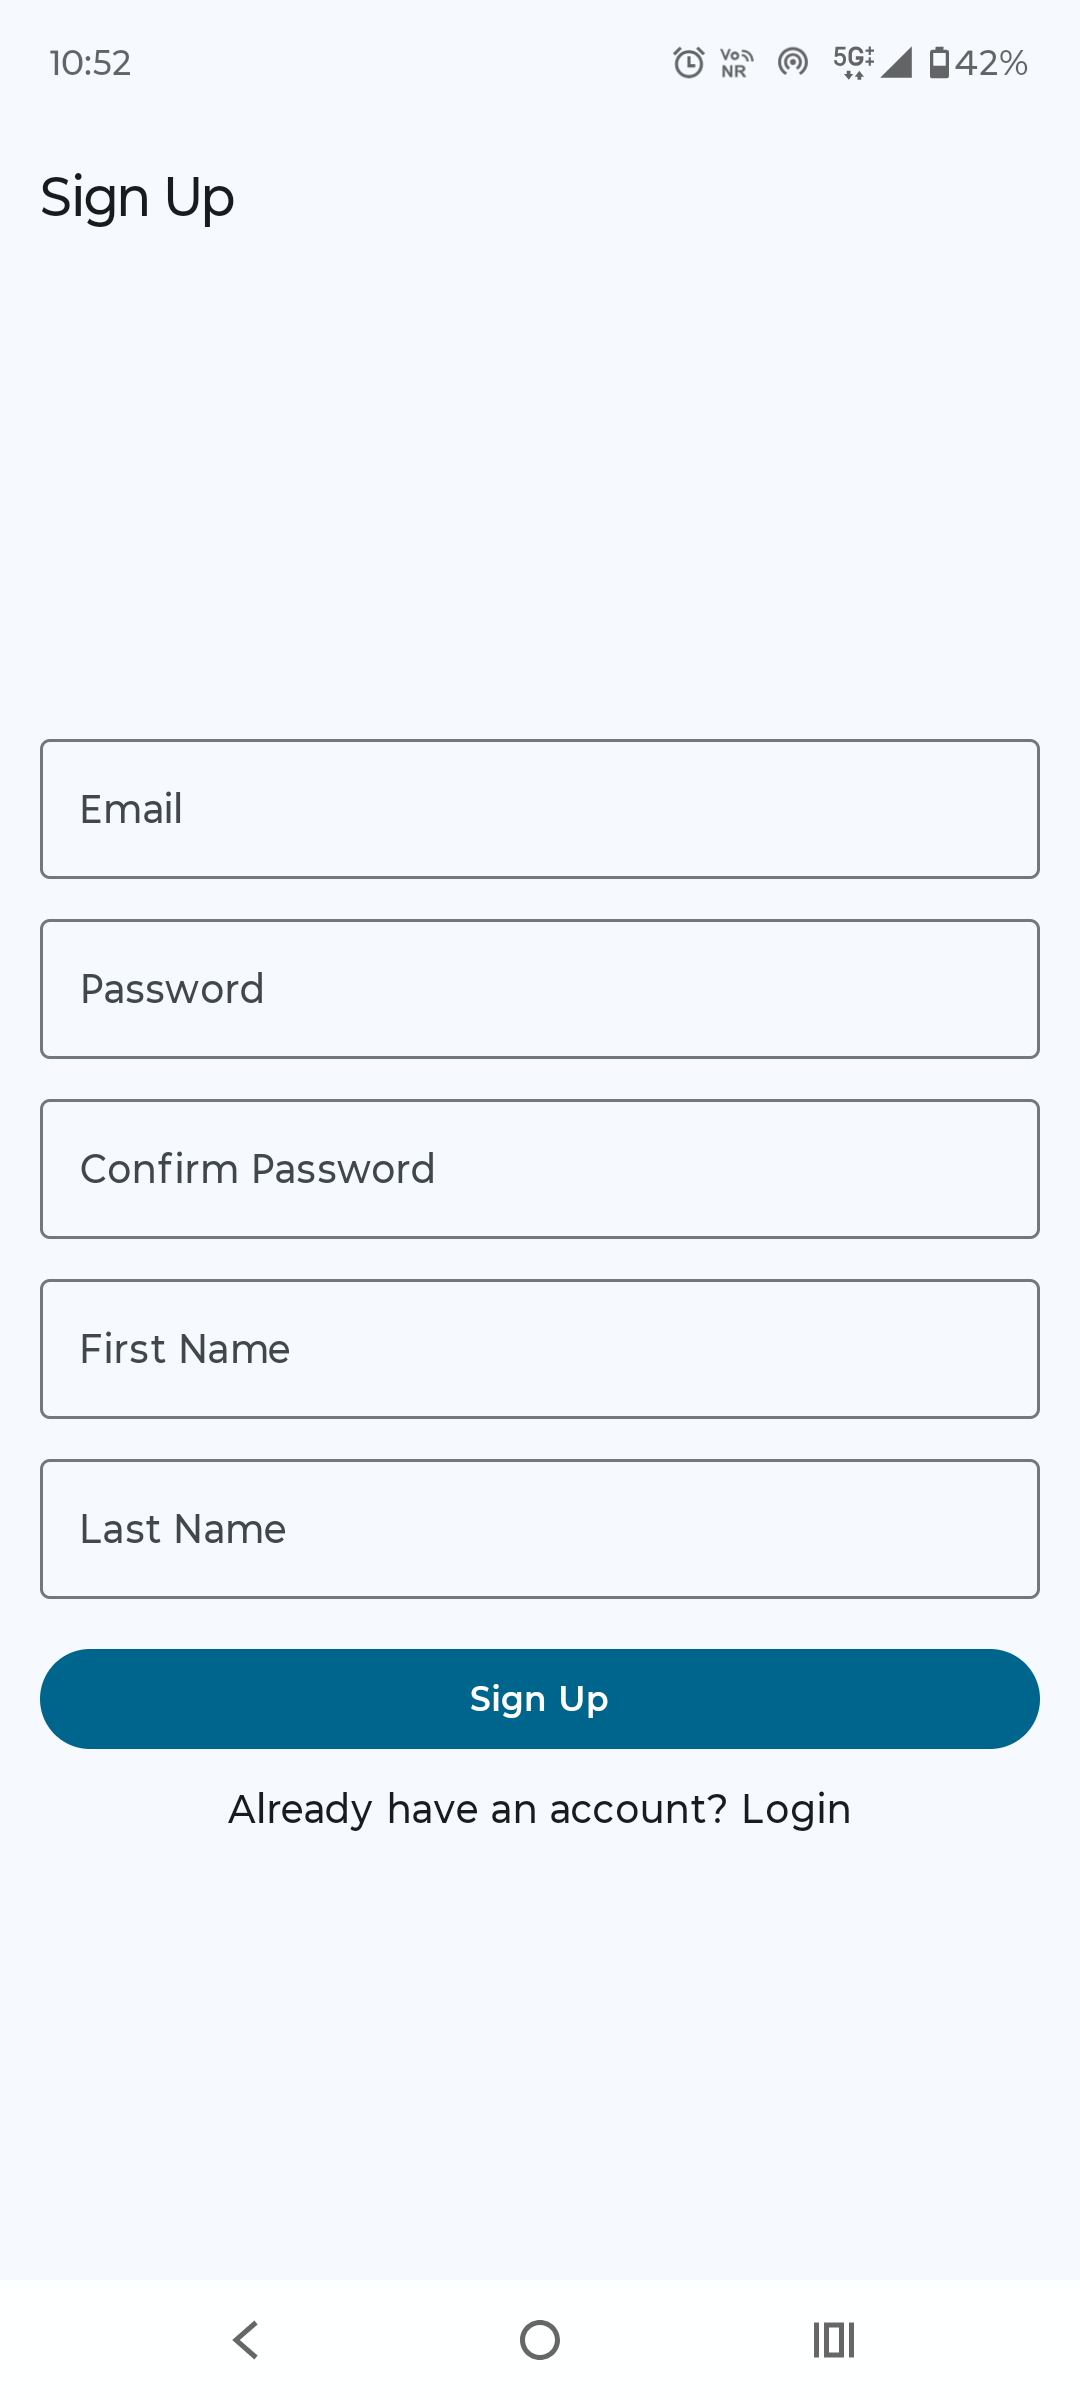 10:52 Vo NR 5G 42%
Sign Up
Email
Password
Confirm Password
First Name
Last Name
Sign Up
Already have an account? Login